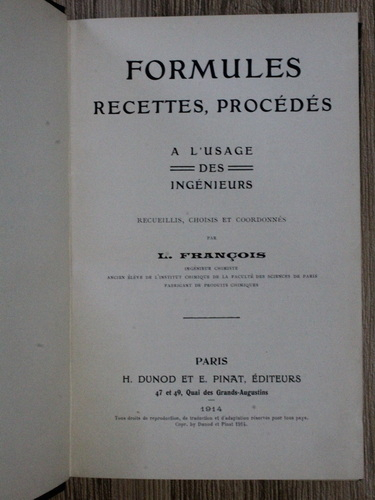 FORMULES
RECETTES, PROCÉDÉS
A L'USAGE
DES
INGÉNIEURS
RECUEILLIS, CHOISIS ET COORDONNÉS
PAR
L. FRANÇOIS
INGÉNIEUR CHIMISTE
ANCIEN ÉLÈVE DE L'INSTITUT CHIMIQUE DE LA FACULTÉ DES SCIENCES DE PARIS
FABRICANT DE PRODUITS CHIMIQUES
PARIS
H. DUNOD ET E. PINAT, ÉDITEURS
47 et 49, Quai des Grands-Augustins
1914
Tous droits de reproduction, de traduction et d'adaptation réservés pour tous pays.
Copr. by Dunod et Pinat 1914.